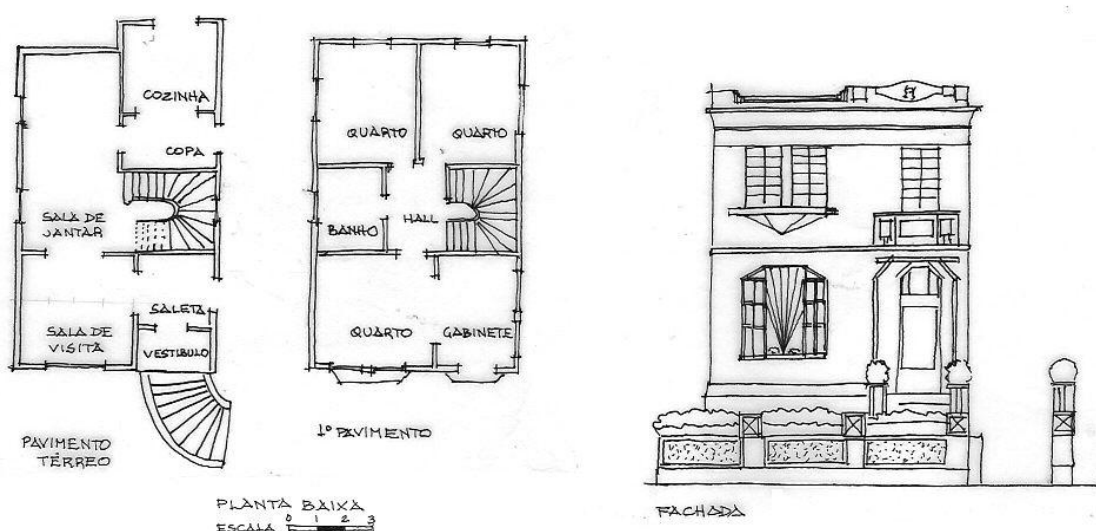 COZINHA
COPA
SALA DE
JANTAR
SALETA
SALA DE
VISITA
VESTIBULO
PAVIMENTO
TÉRREO
QUARTO
QUARTO
HALL
BANHO
QUARTO
GABINETE
1º PAVIMENTO
PLANTA BAIXA
ESCALA 0 1 2 3
FACHADA